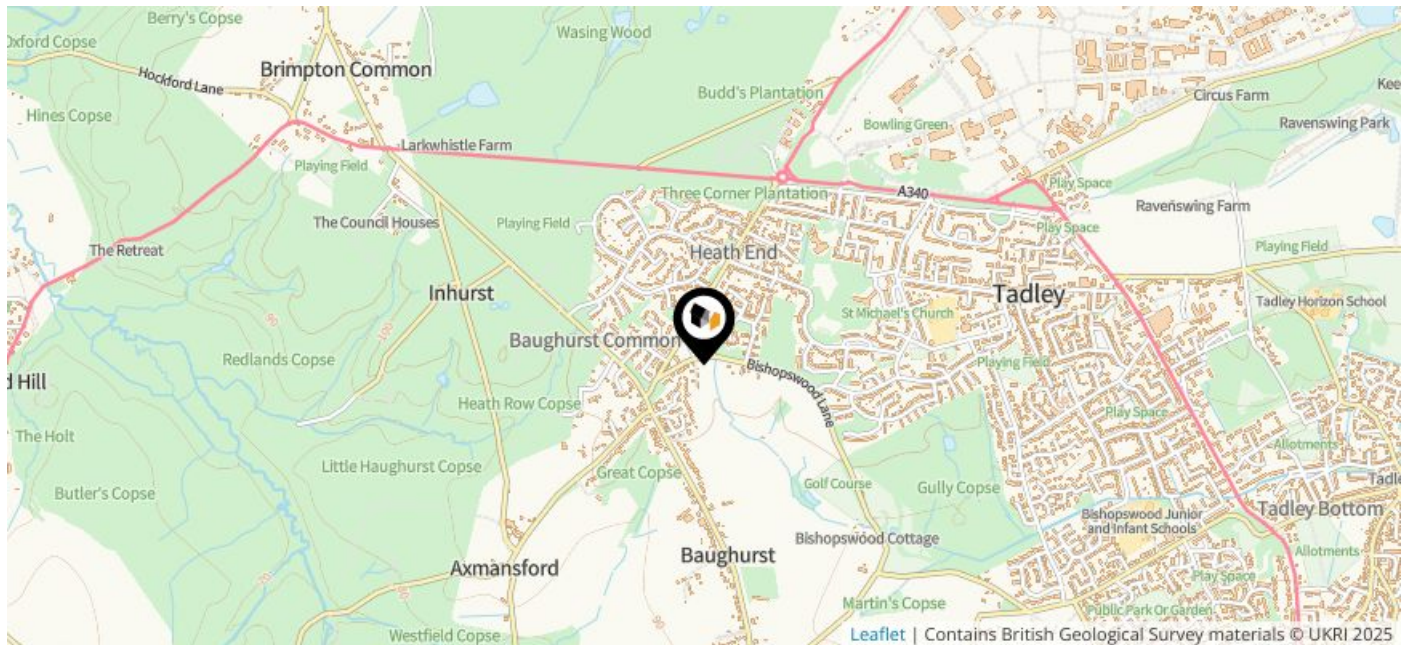 Berry's Copse
Oxford Copse
Wasing Wood
Brimpton Common
Hockford Lane
Budd's Plantation
Circus Farm
Hines Copse
Bowling Green
Ravenswing Park
Larkwhistle Farm
Playing Field
Three Corner Plantation
A340
Play Space
Ravenswing Farm
The Council Houses
Playing Field
Play Space
The Retreat
Heath End
Playing Field
Inhurst
Tadley
Tadley Horizon School
90
100
St Michael's Church
Baughurst Common
Redlands Copse
Bishopswood Lane
Playing Field
d Hill
Heath Row Copse
Play Space
The Holt
Allotments
Little Haughurst Copse
Great Copse
Golf Course
Gully Copse
Butler's Copse
Tadley Bottom
Bishopswood Junior
and Infant Schools
Bishopswood Cottage
90
Allotments
Baughurst
Axmansford
Play Space
Martin's Copse
Public Park Or Garden
Westfield Copse
Leaflet | Contains British Geological Survey materials © UKRI 2025